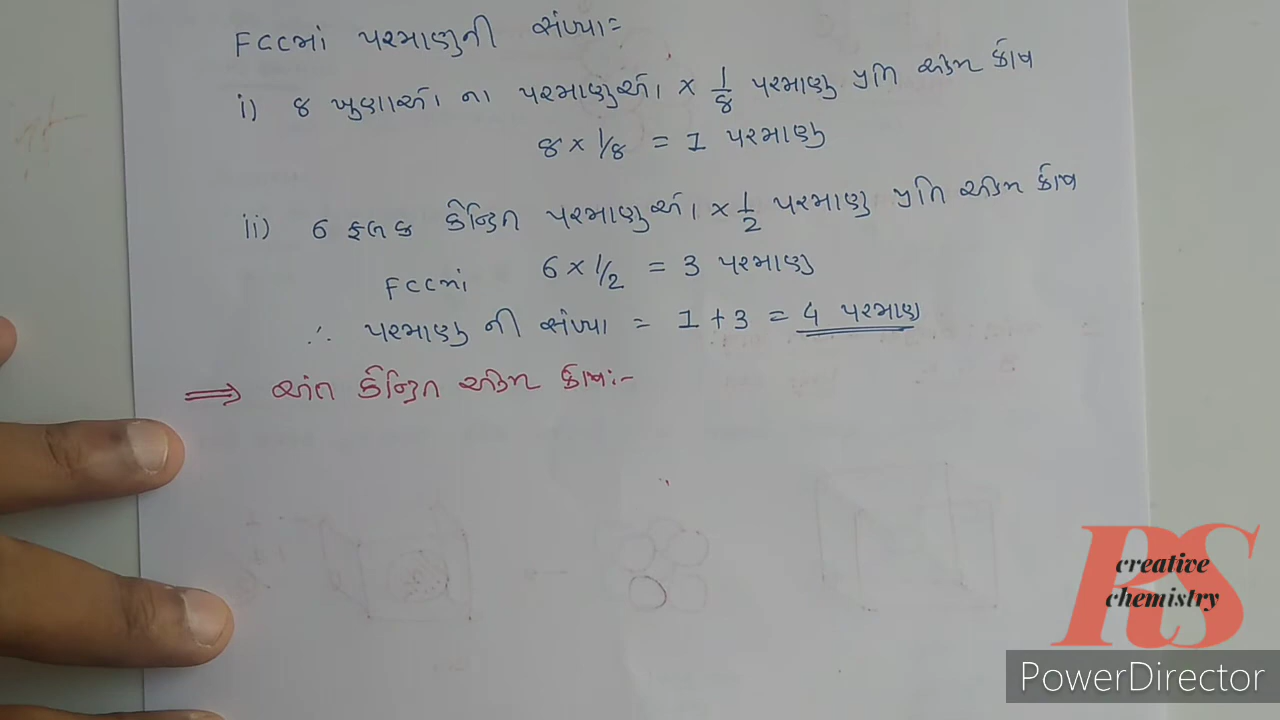 FCCમાં પરમાણુની સંખ્યા=
i) 8 ખુણાઓ ના પરમાણુઓ × 1/8 પરમાણુ પ્રતિ એકમ કોષ
8 × 1/8 = 1 પરમાણુ
ii) 6 ફલક કેન્દ્રિત પરમાણુઓ × 1/2 પરમાણુ પ્રતિ એકમ કોષ
FCCમાં 6 × 1/2 = 3 પરમાણુ
∴ પરમાણુ ની સંખ્યા = 1 + 3 = 4 પરમાણુ
⇒ અંત કેન્દ્રિત એકમ કોષ:-
RS
creative
chemistry
PowerDirector